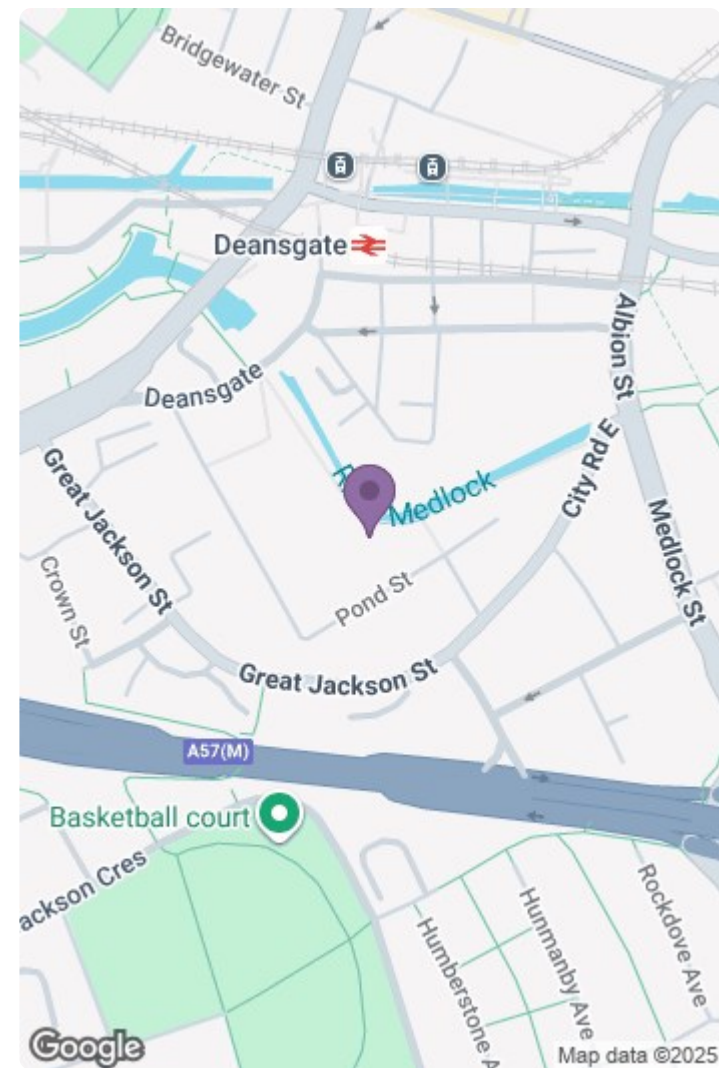 Bridgewater St
Deansgate
Albion St
Deansgate
Medlock
City Rd E
Great Jackson St
Medlock St
Crown St
Pond St
Great Jackson St
A57(M)
Basketball court
ackson Cres
Rockdove Ave
Hunmanby Ave
Humberstone A
Google
Map data ©2025